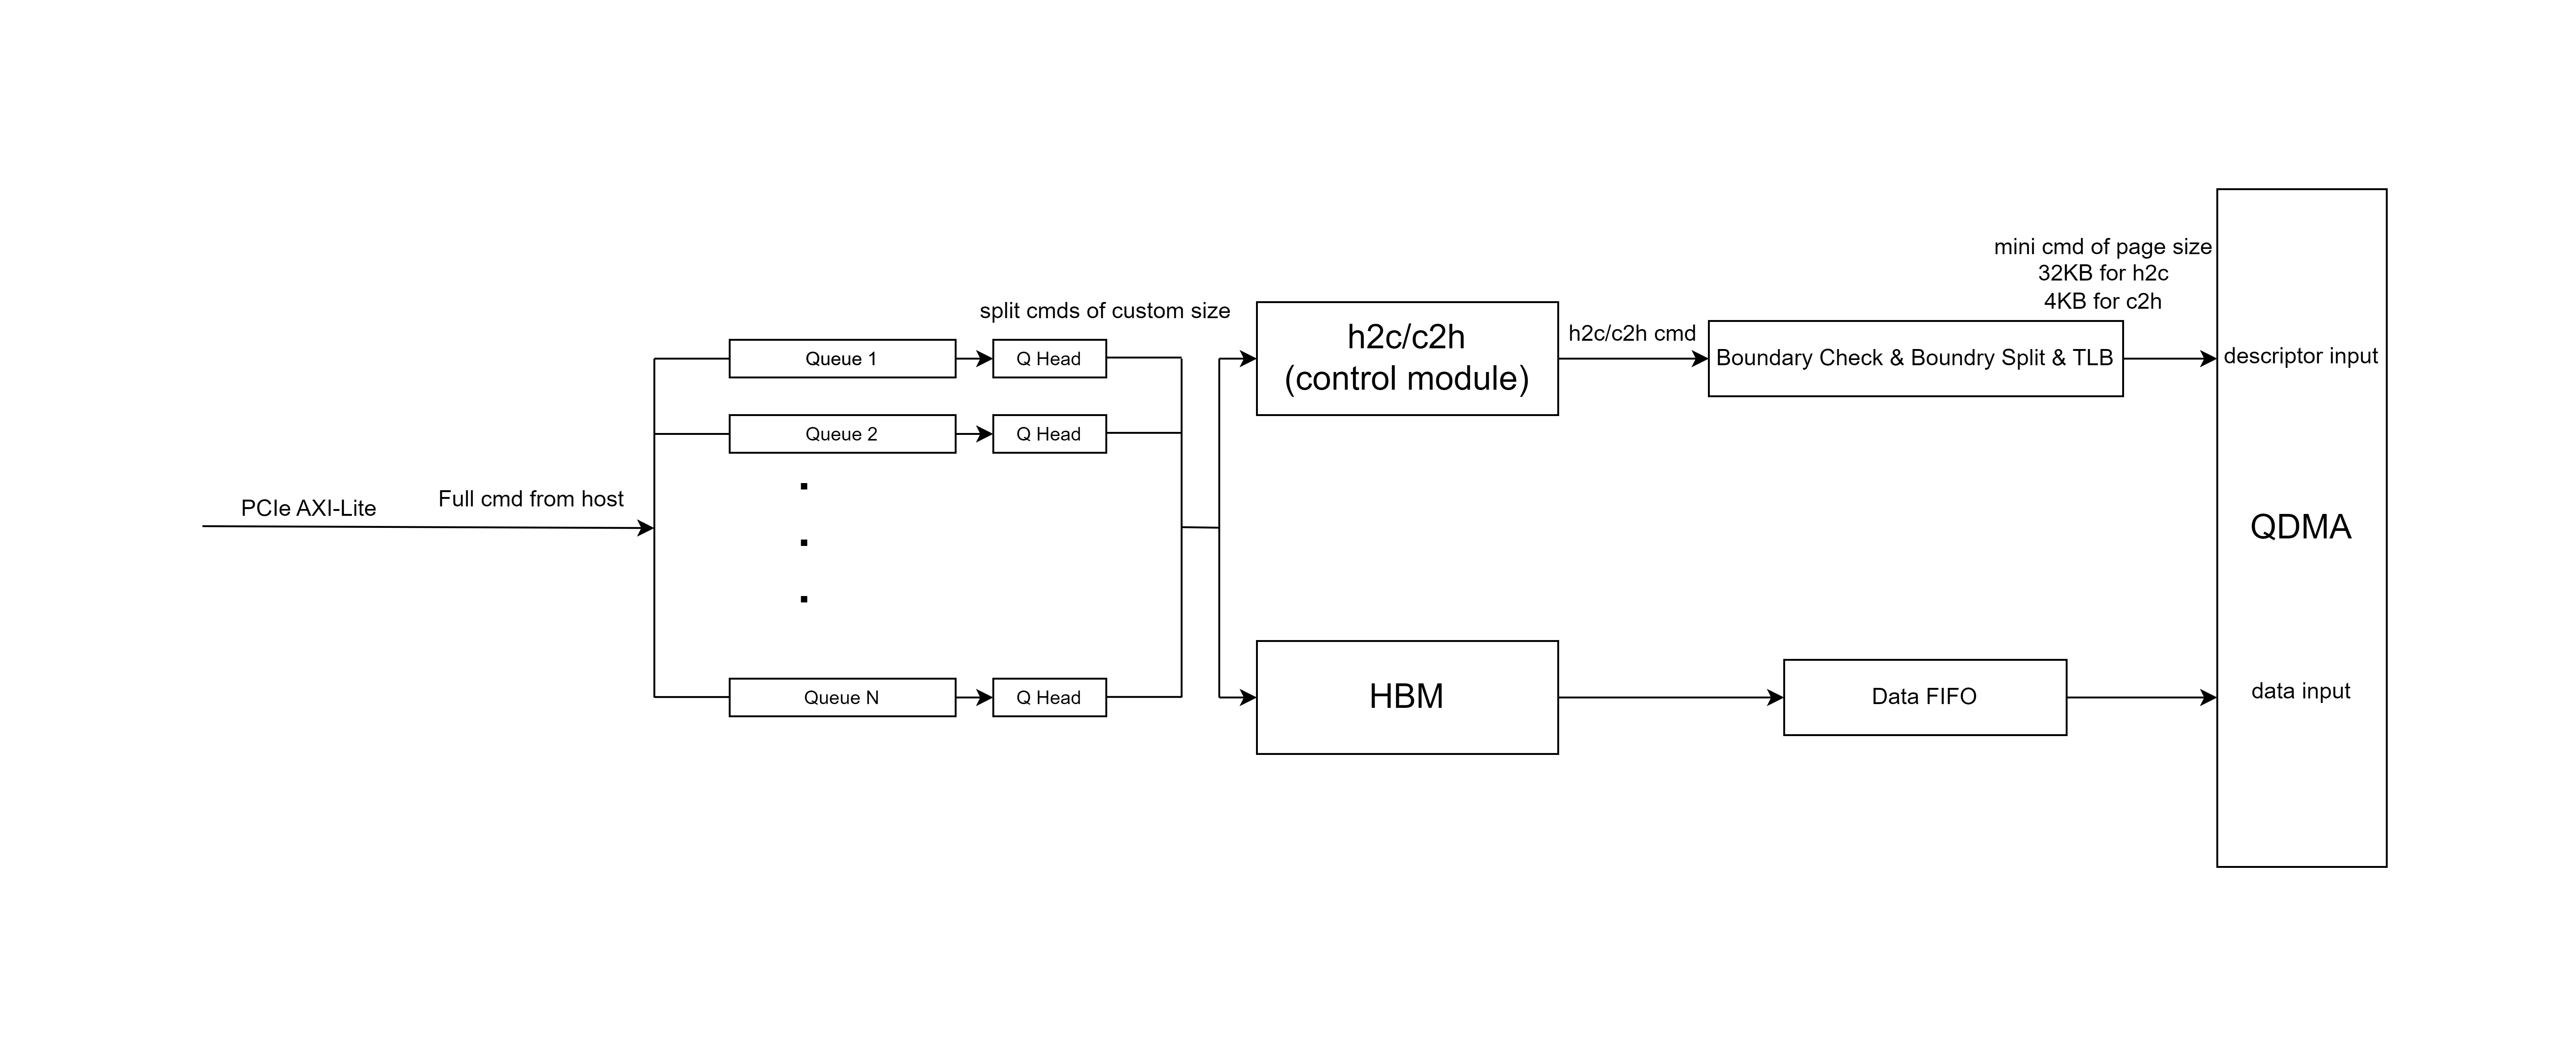 mini cmd of page size
32KB for h2c
4KB for c2h
split cmds of custom size
h2c/c2h
(control module)
h2c/c2h cmd
Boundary Check & Boundry Split & TLB
descriptor input
Queue 1
Q Head
Queue 2
Q Head
PCIe AXI-Lite
Full cmd from host
QDMA
Queue N
Q Head
HBM
Data FIFO
data input